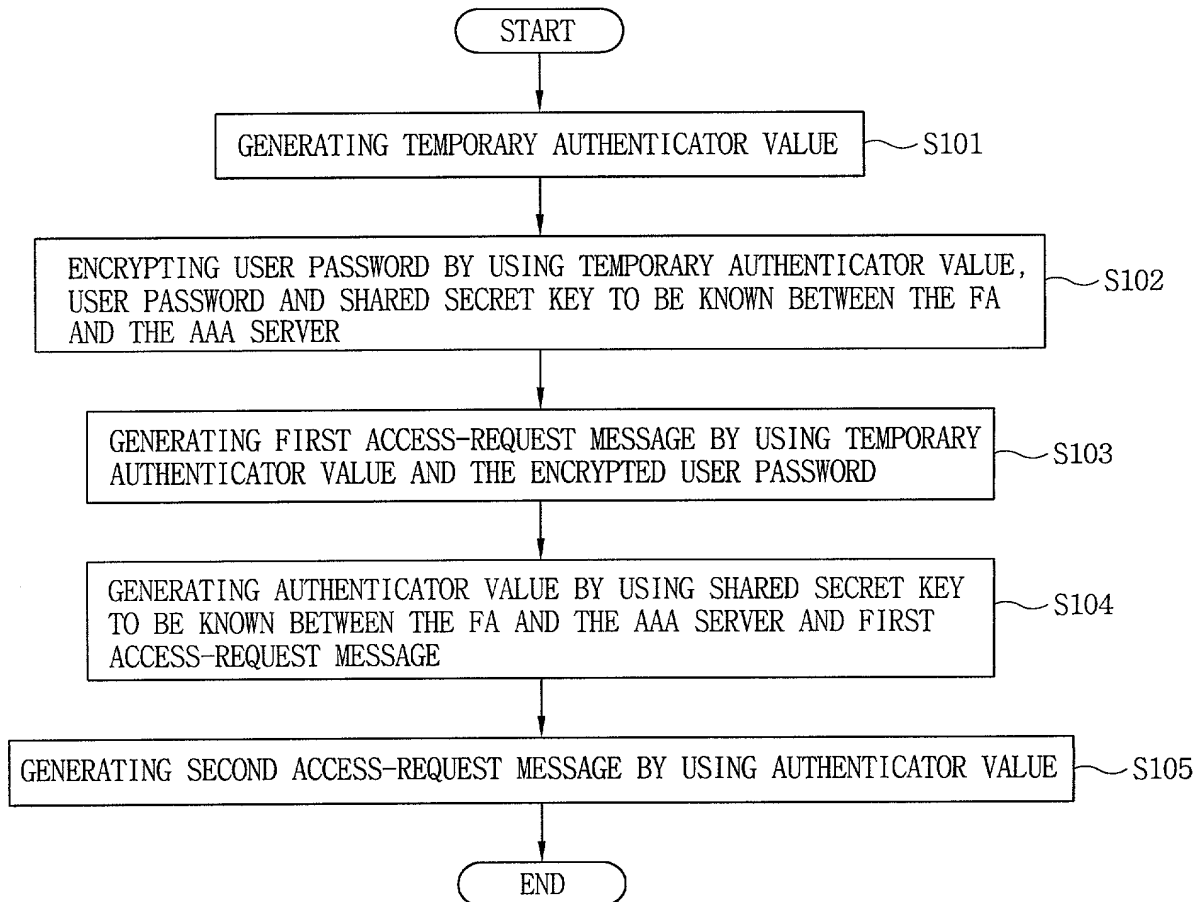 START
GENERATING TEMPORARY AUTHENTICATOR VALUE
S101
ENCRYPTING USER PASSWORD BY USING TEMPORARY AUTHENTICATOR VALUE,
USER PASSWORD AND SHARED SECRET KEY TO BE KNOWN BETWEEN THE FA
AND THE AAA SERVER
S102
GENERATING FIRST ACCESS-REQUEST MESSAGE BY USING TEMPORARY
AUTHENTICATOR VALUE AND THE ENCRYPTED USER PASSWORD
S103
GENERATING AUTHENTICATOR VALUE BY USING SHARED SECRET KEY
TO BE KNOWN BETWEEN THE FA AND THE AAA SERVER AND FIRST
ACCESS-REQUEST MESSAGE
S104
GENERATING SECOND ACCESS-REQUEST MESSAGE BY USING AUTHENTICATOR VALUE
S105
END